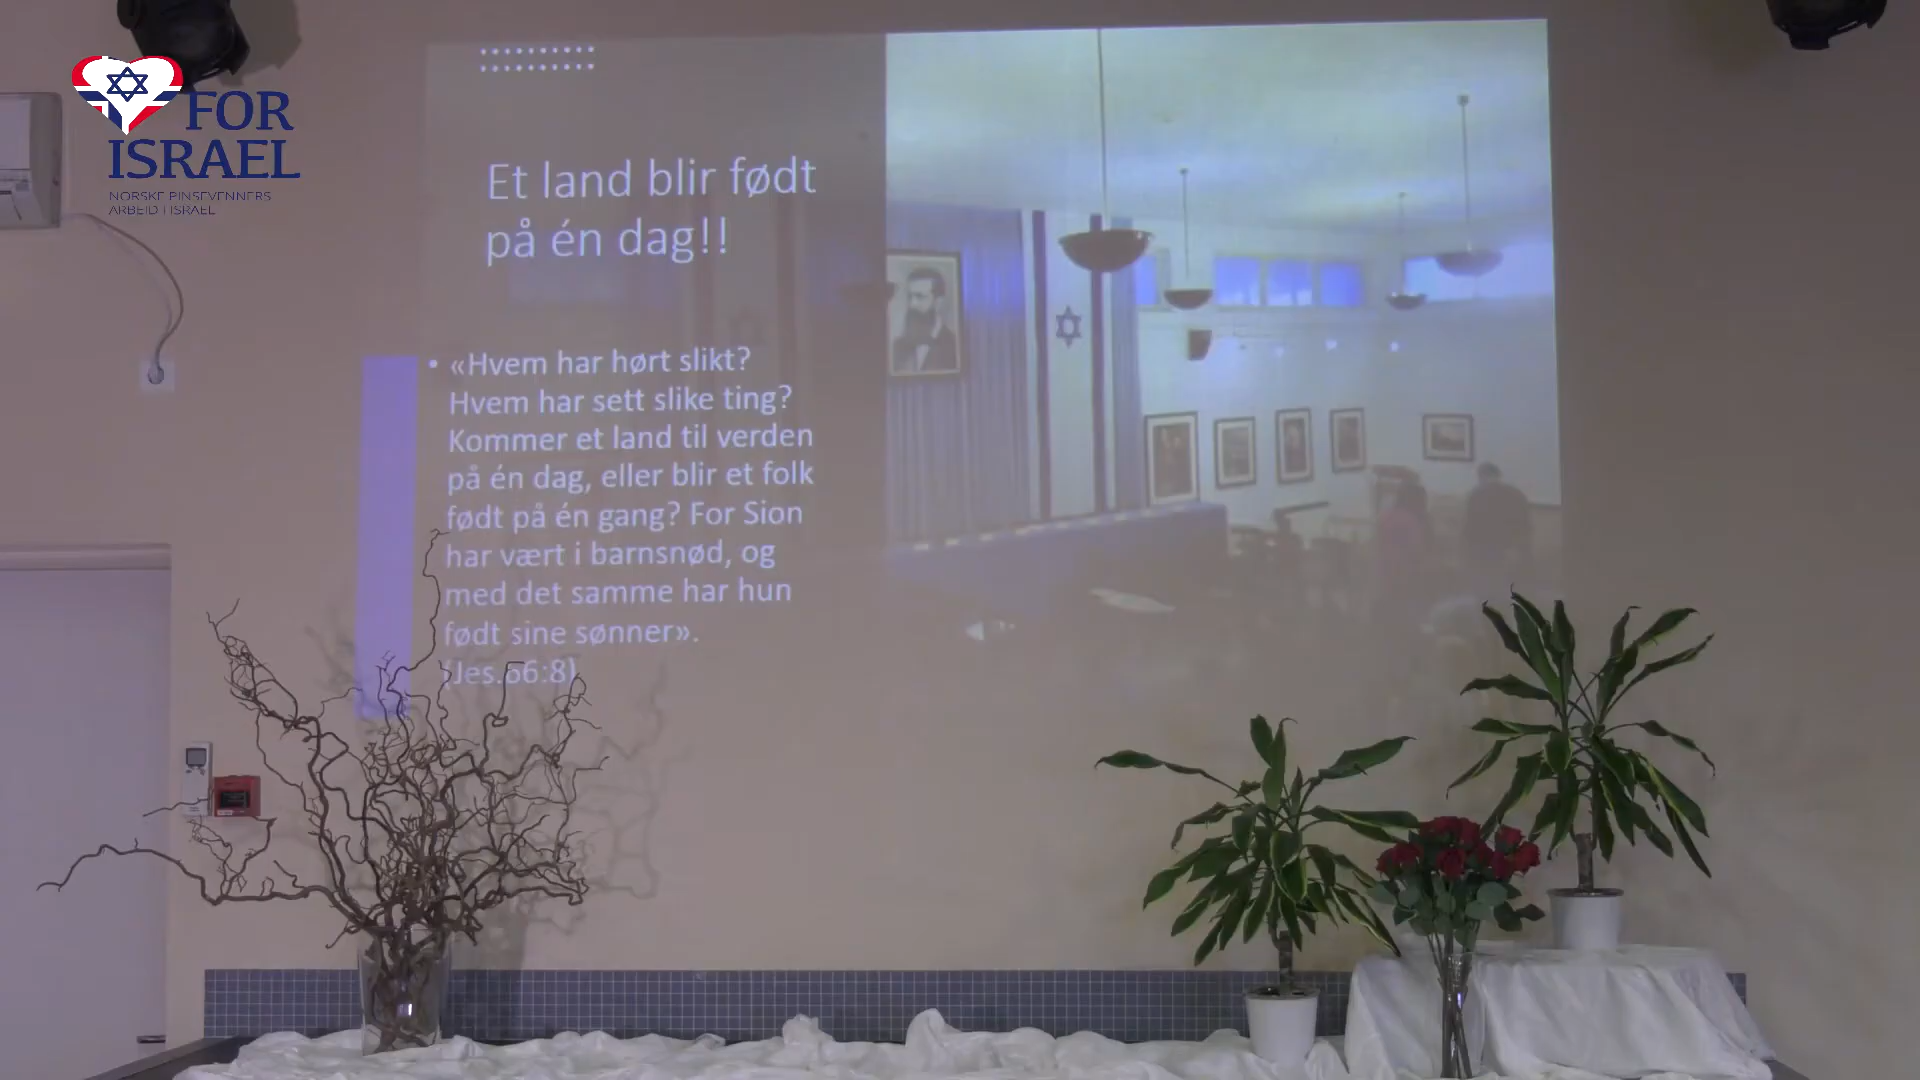 FOR
ISRAEL
NORSKE PINSEVENNERS
ARBEID I ISRAEL
Et land blir født
på én dag!!
• «Hvem har hørt slikt?
Hvem har sett slike ting?
Kommer et land til verden
på én dag, eller blir et folk
født på én gang? For Sion
har vært i barnsnød, og
med det samme har hun
født sine sønner».
(Jes.66:8)